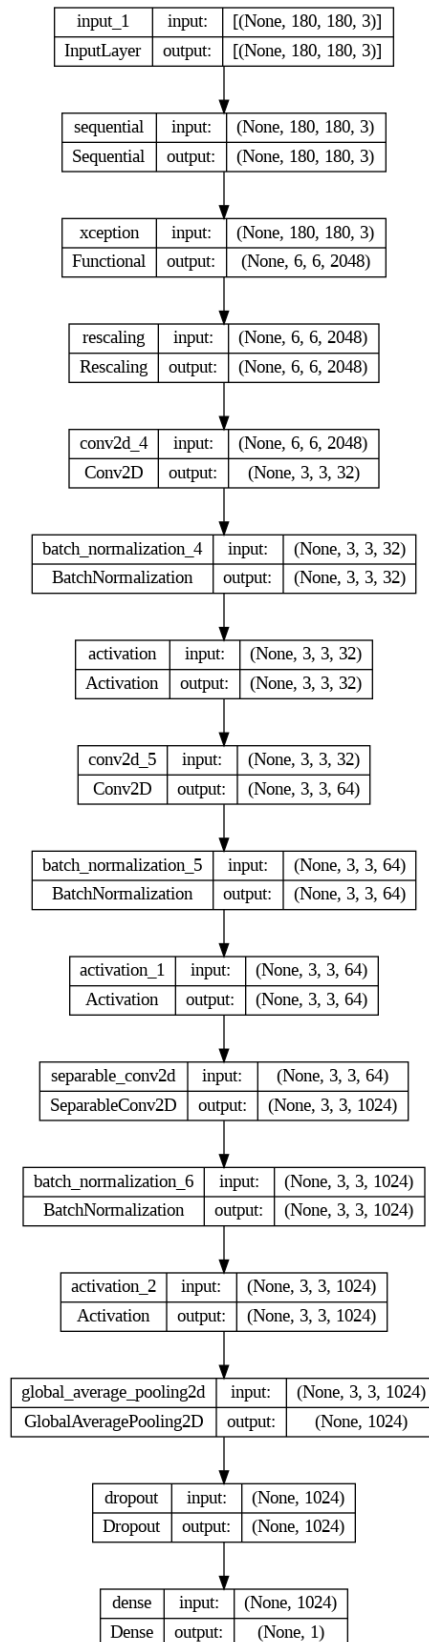 input_1 input: [(None, 180, 180, 3)]
InputLayer output: [(None, 180, 180, 3)]
sequential input: (None, 180, 180, 3)
Sequential output: (None, 180, 180, 3)
xception input: (None, 180, 180, 3)
Functional output: (None, 6, 6, 2048)
rescaling input: (None, 6, 6, 2048)
Rescaling output: (None, 6, 6, 2048)
conv2d_4 input: (None, 6, 6, 2048)
Conv2D output: (None, 3, 3, 32)
batch_normalization_4 input: (None, 3, 3, 32)
BatchNormalization output: (None, 3, 3, 32)
activation input: (None, 3, 3, 32)
Activation output: (None, 3, 3, 32)
conv2d_5 input: (None, 3, 3, 32)
Conv2D output: (None, 3, 3, 64)
batch_normalization_5 input: (None, 3, 3, 64)
BatchNormalization output: (None, 3, 3, 64)
activation_1 input: (None, 3, 3, 64)
Activation output: (None, 3, 3, 64)
separable_conv2d input: (None, 3, 3, 64)
SeparableConv2D output: (None, 3, 3, 1024)
batch_normalization_6 input: (None, 3, 3, 1024)
BatchNormalization output: (None, 3, 3, 1024)
activation_2 input: (None, 3, 3, 1024)
Activation output: (None, 3, 3, 1024)
global_average_pooling2d input: (None, 3, 3, 1024)
GlobalAveragePooling2D output: (None, 1024)
dropout input: (None, 1024)
Dropout output: (None, 1024)
dense input: (None, 1024)
Dense output: (None, 1)